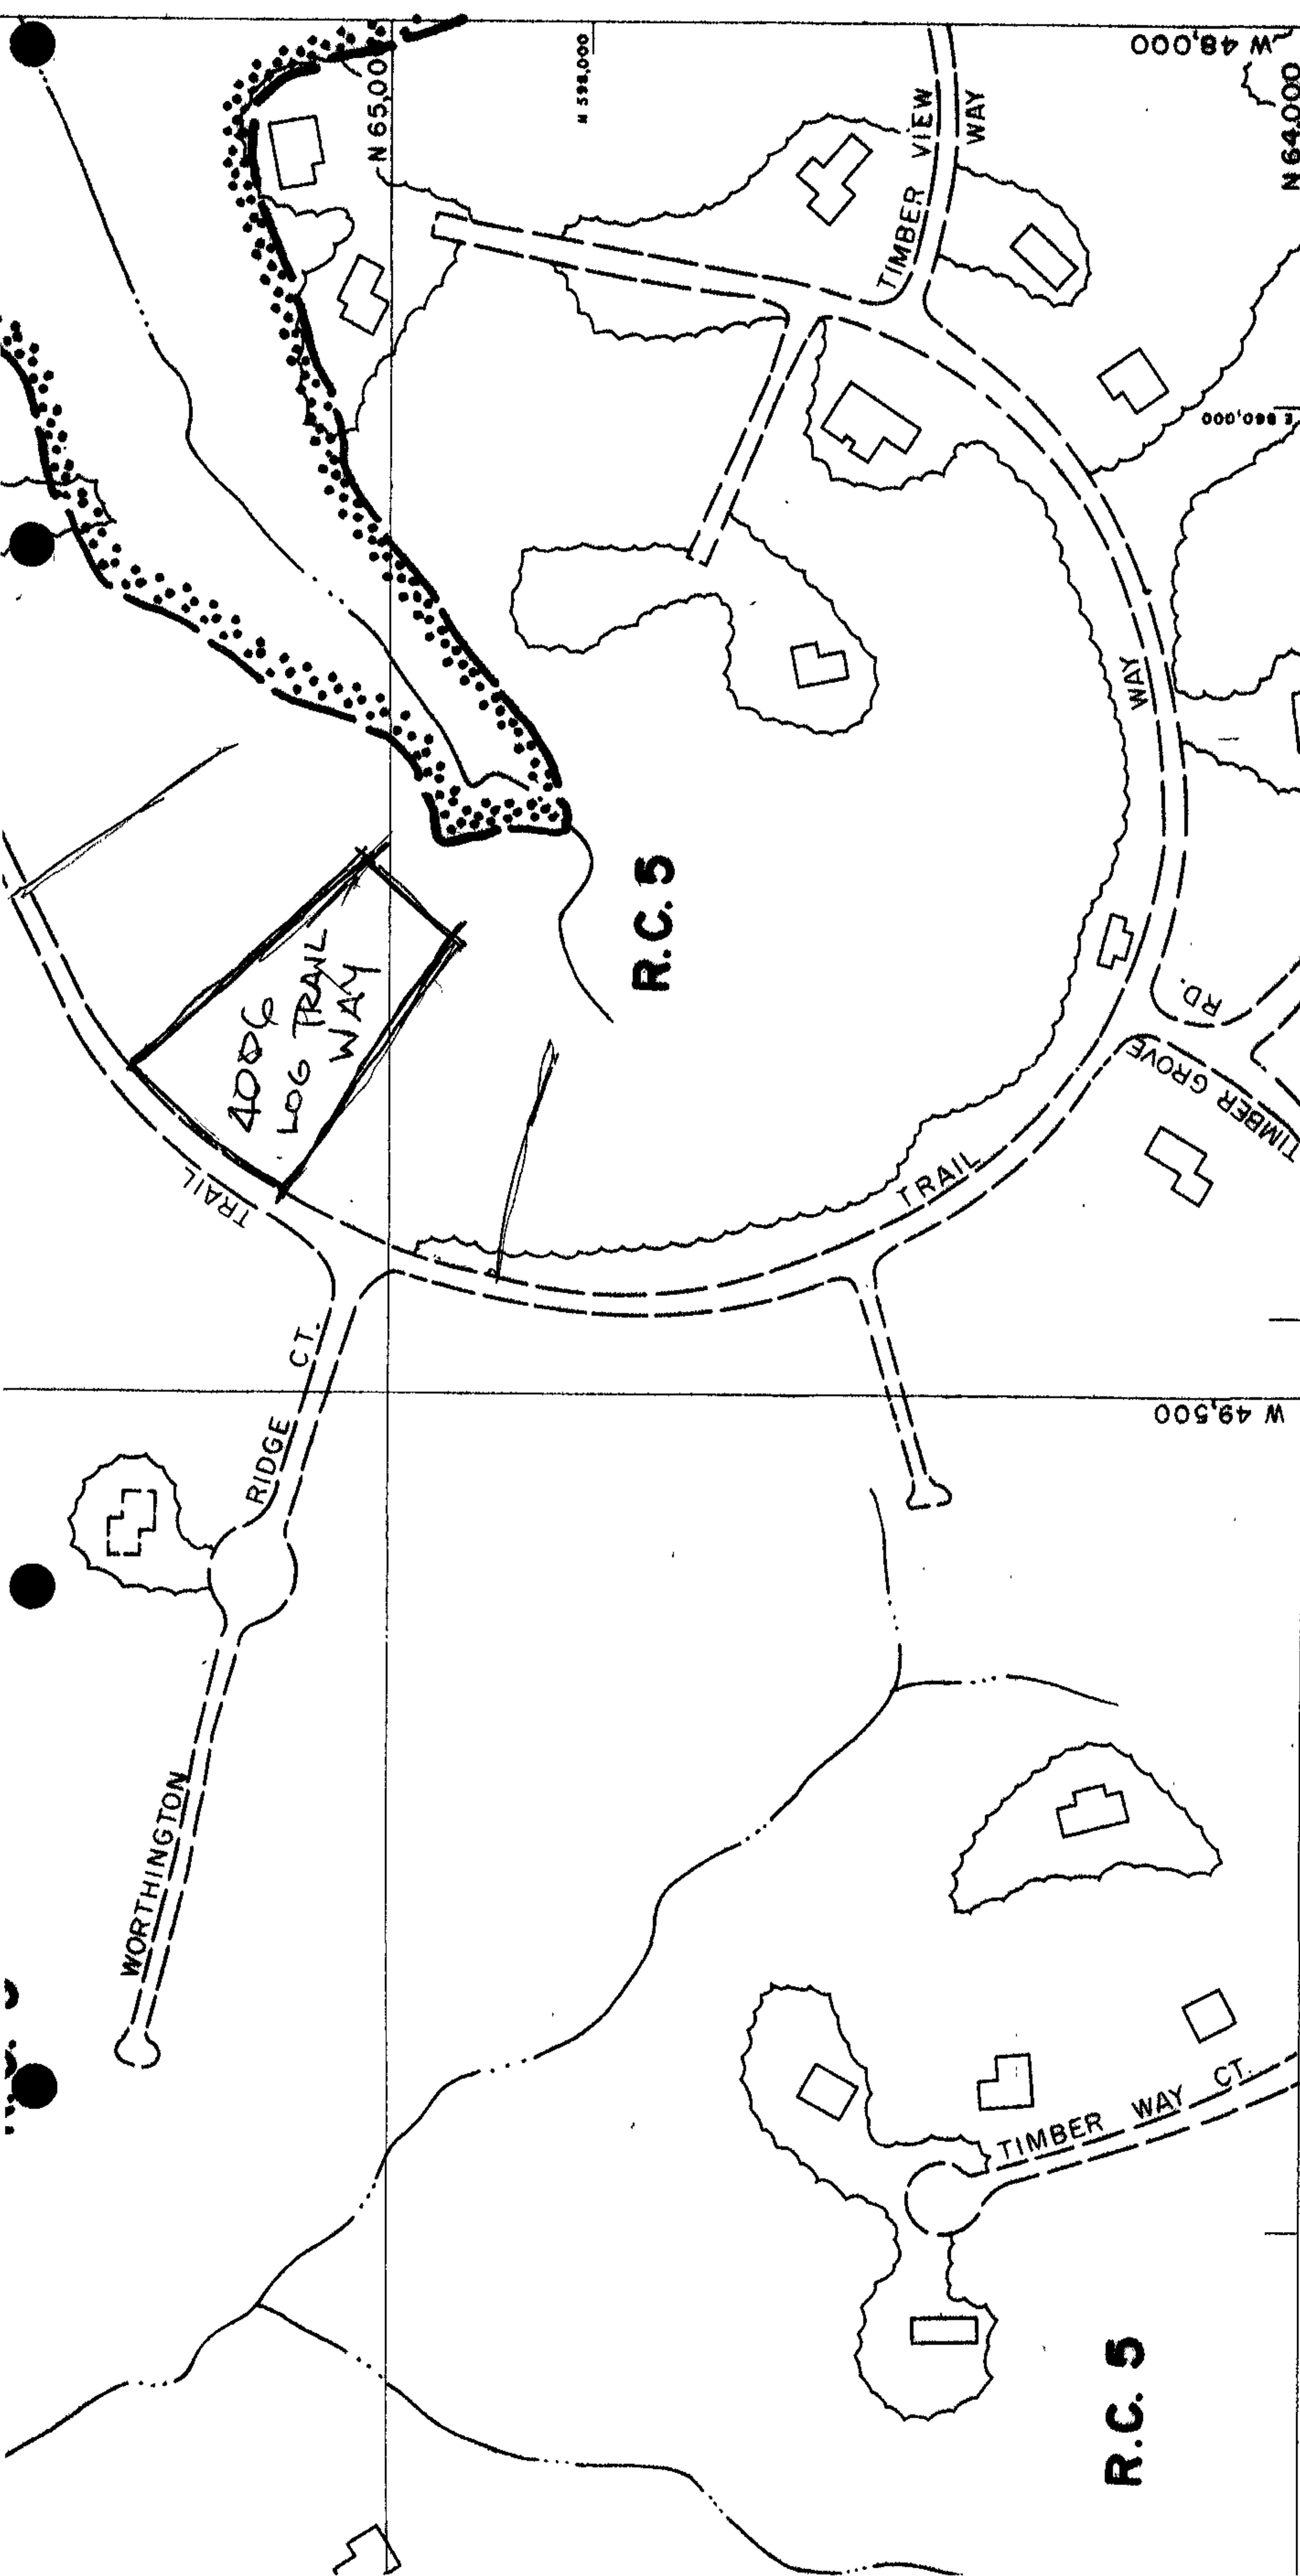 W 48,000
N 65,00
N 598,000
N 64,000
TIMBER VIEW
WAY
E 860,000
WAY
R.C. 5
4006
LOG TRAIL
WAY
RD.
TIMBER GROVE
TRAIL
TRAIL
W 49,500
RIDGE CT.
WORTHINGTON
TIMBER WAY CT.
R.C. 5